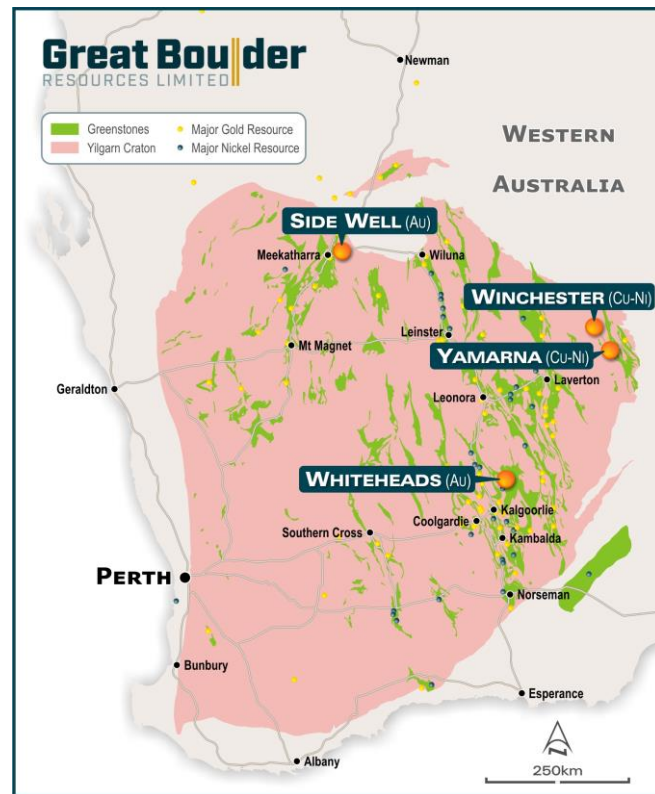 Great Boulder
RESOURCES LIMITED
Greenstones
Major Gold Resource
Yilgarn Craton
Major Nickel Resource
Newman
WESTERN
AUSTRALIA
SIDE WELL (Au)
Meekatharra
Wiluna
WINCHESTER (Cu-Ni)
Leinster
Mt Magnet
YAMARNA (Cu-Ni)
Laverton
Geraldton
Leonora
WHITEHEADS (Au)
Kalgoorlie
Coolgardie
Southern Cross
Kambalda
PERTH
Norseman
Bunbury
Esperance
N
Albany
250km